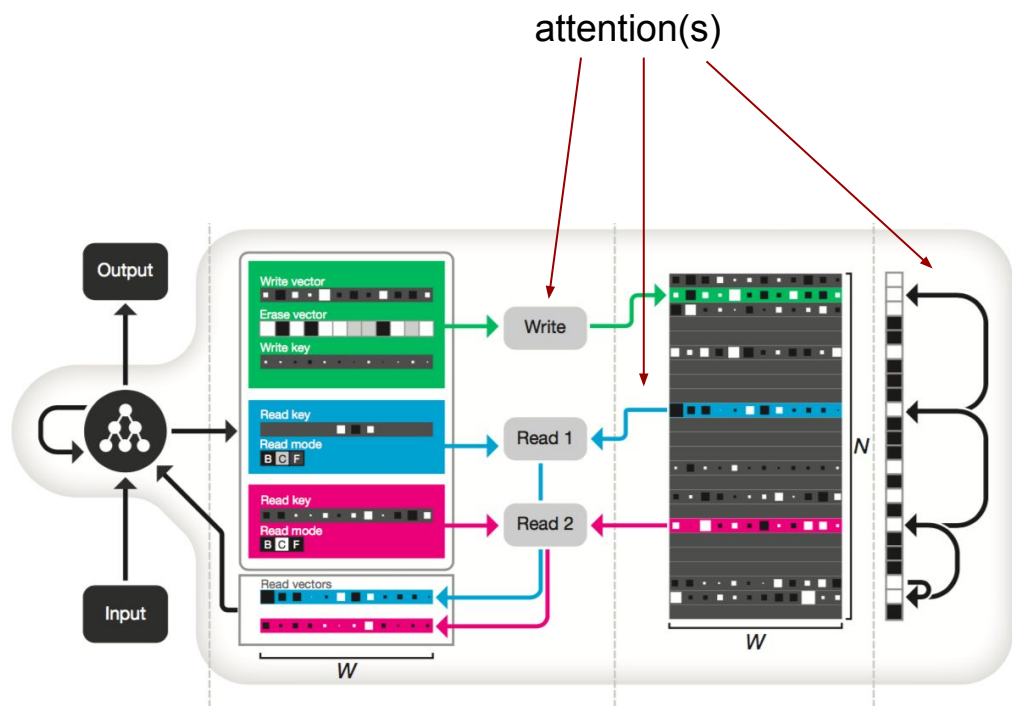 attention(s)
Output
Input
Write vector
Erase vector
Write key
Read key
Read mode
B C F
Read key
Read mode
B C F
Read vectors
W
Write
Read 1
Read 2
N
W